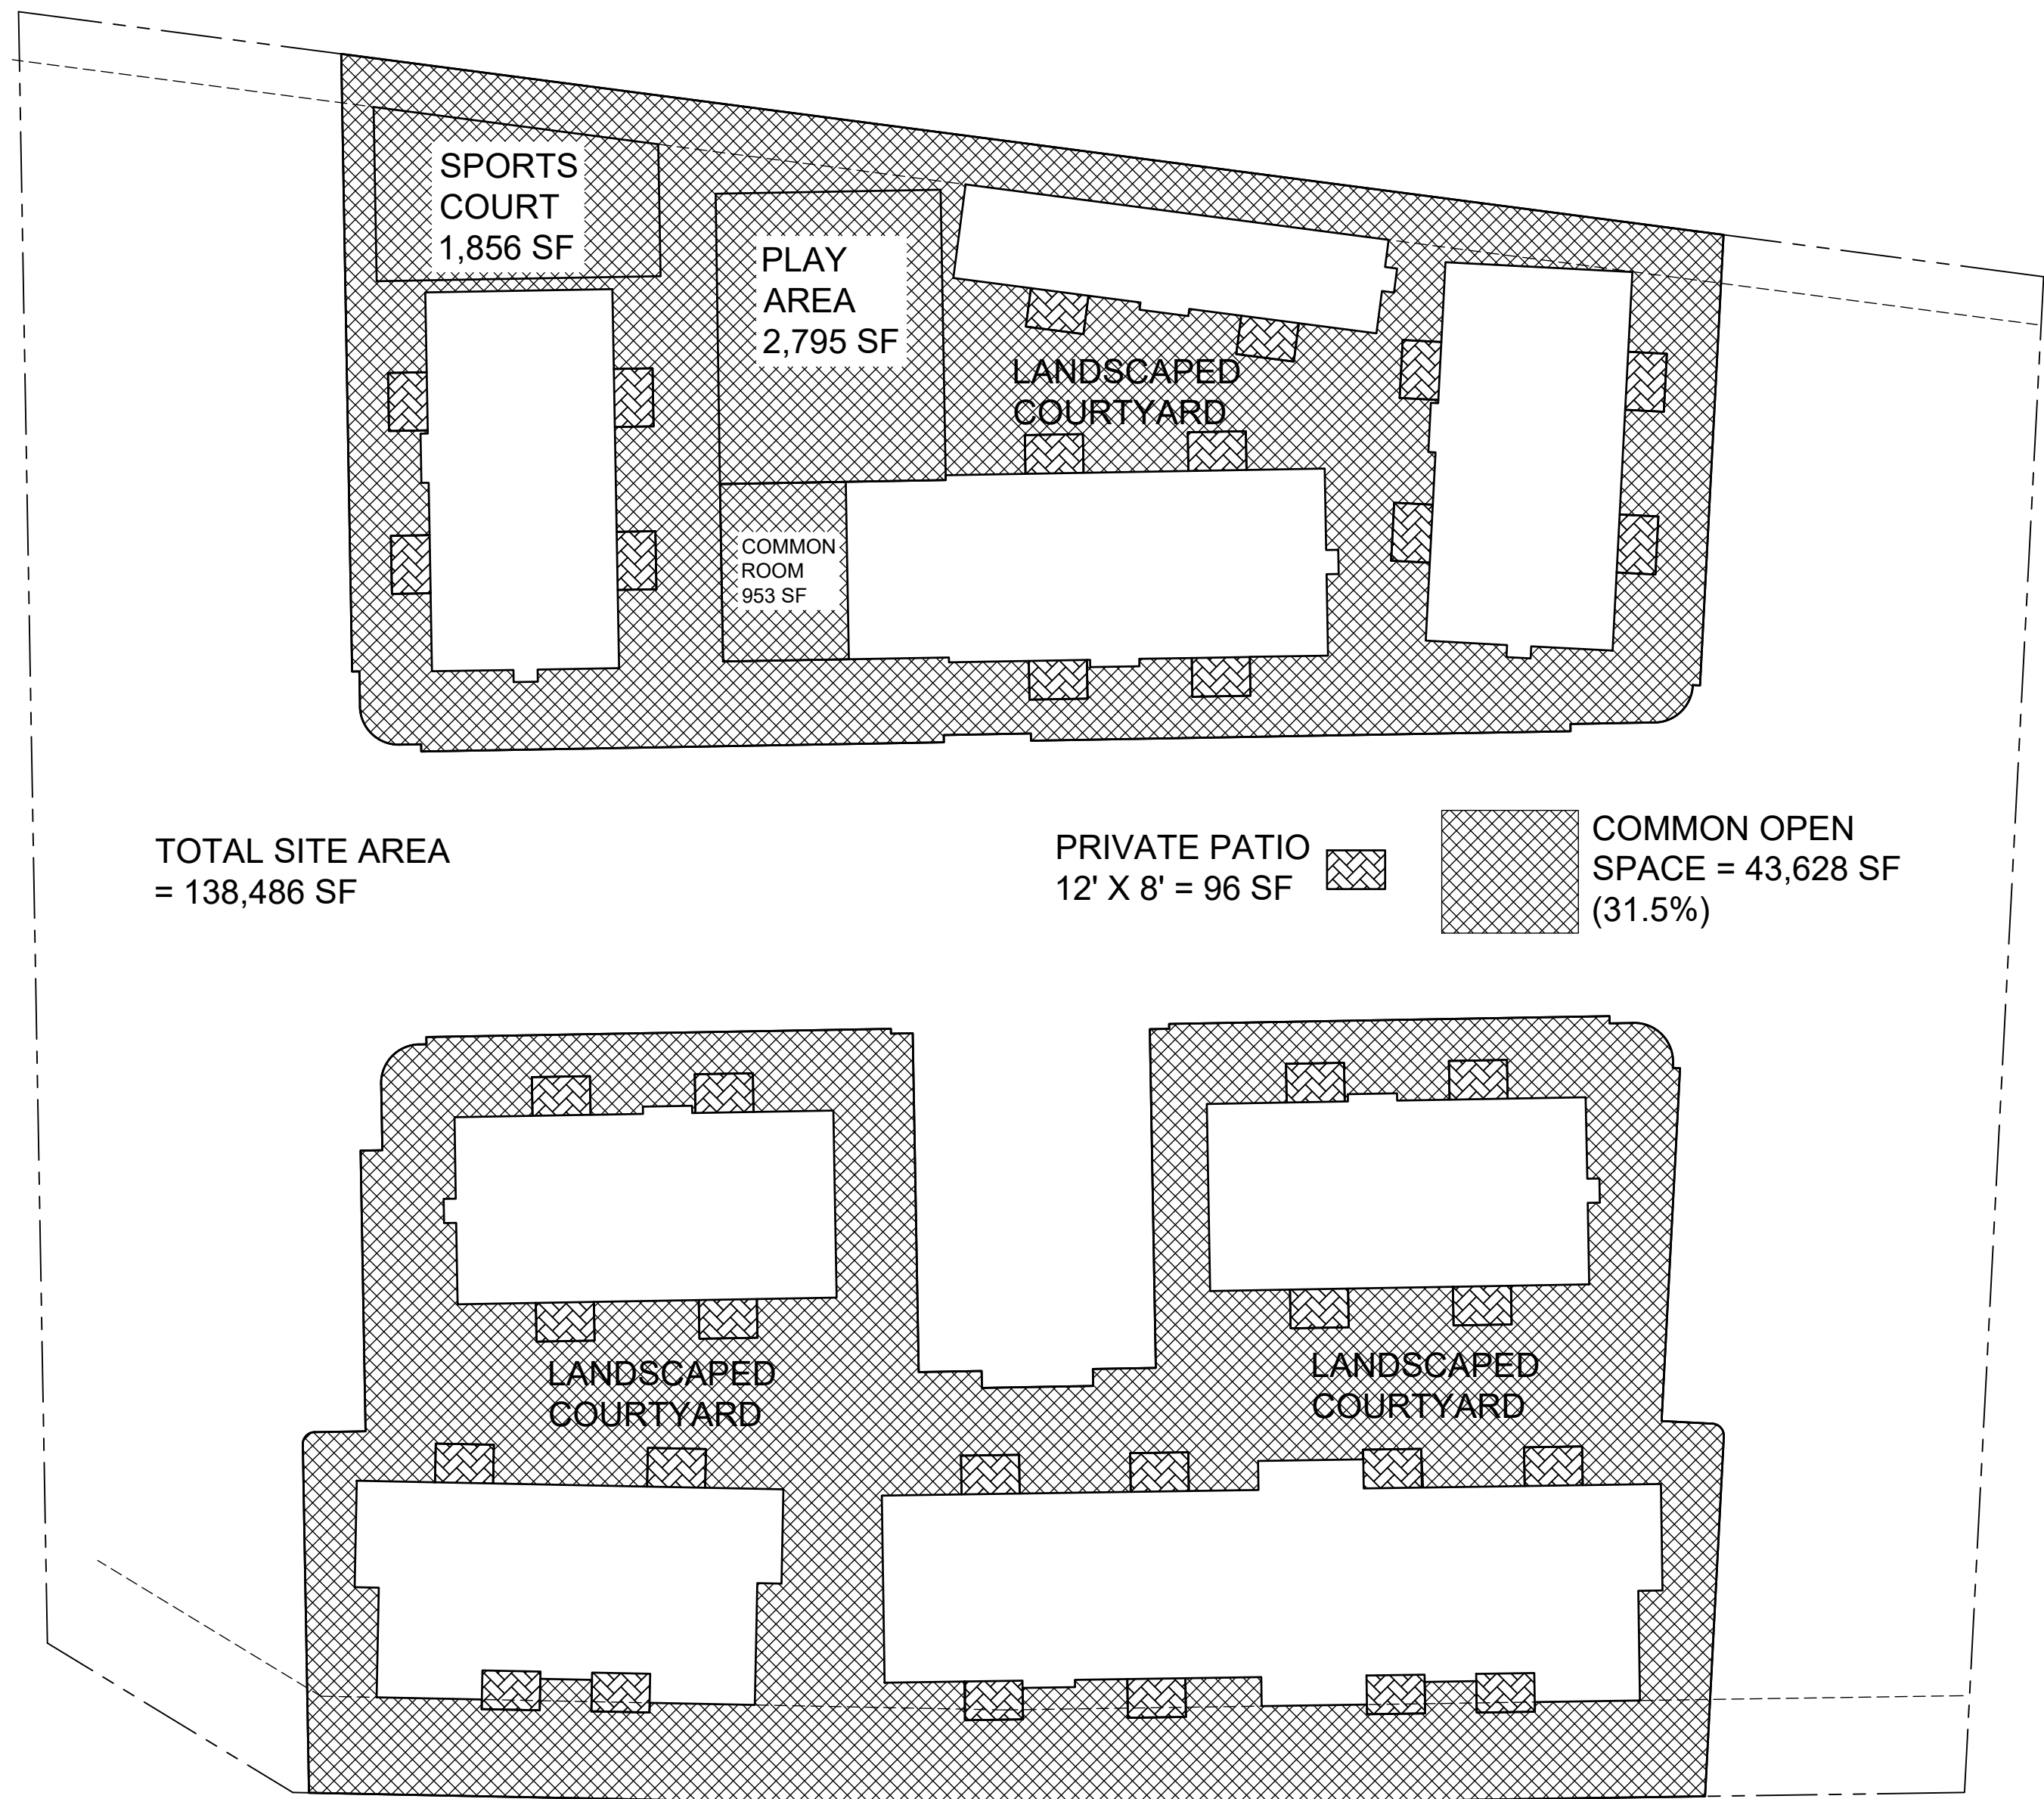 SPORTS
COURT
1,856 SF
PLAY
AREA
2,795 SF
LANDSCAPED
COURTYARD
COMMON
ROOM
953 SF
TOTAL SITE AREA
= 138,486 SF
PRIVATE PATIO
12' X 8' = 96 SF
COMMON OPEN
SPACE = 43,628 SF
(31.5%)
LANDSCAPED
COURTYARD
LANDSCAPED
COURTYARD